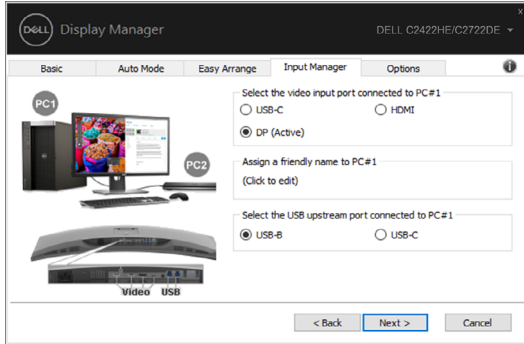 DELL Display Manager
DELL C2422HE/C2722DE
Basic Auto Mode Easy Arrange Input Manager Options
PC1
PC2
Video USB
Select the video input port connected to PC#1
USB-C HDMI
DP (Active)
Assign a friendly name to PC#1
(Click to edit)
Select the USB upstream port connected to PC#1
USB-B USB-C
< Back Next > Cancel